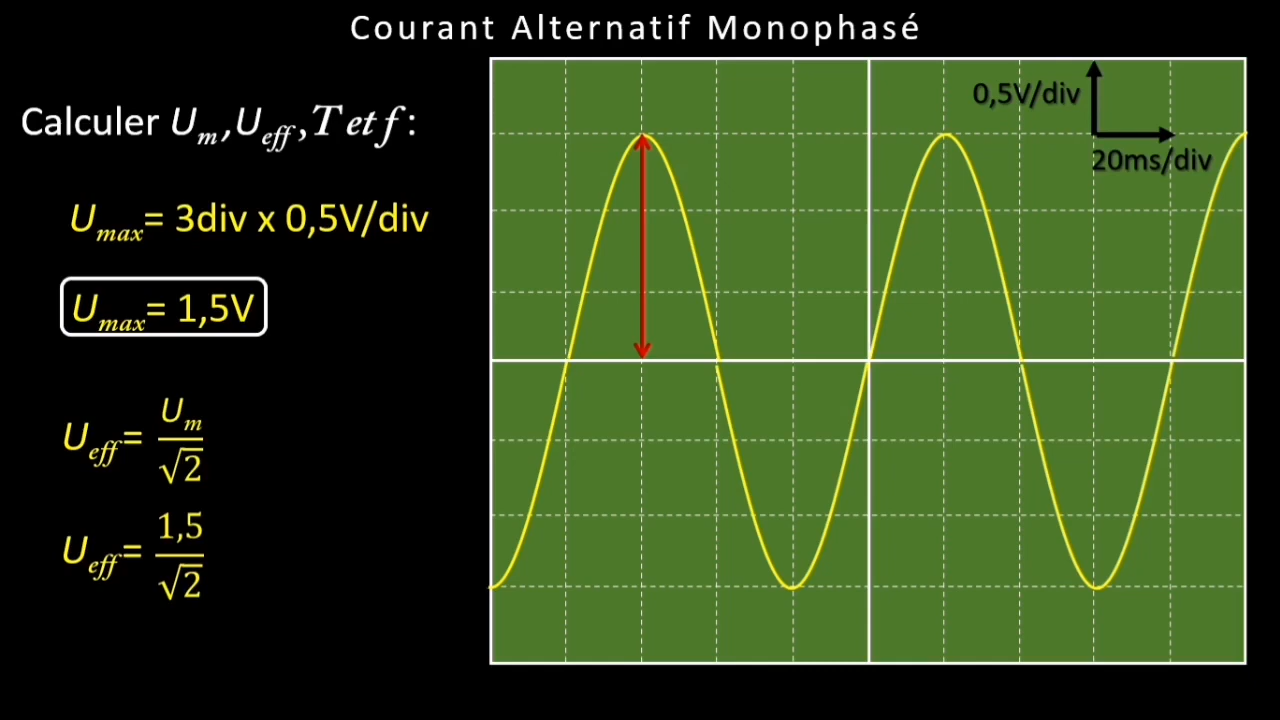 Courant Alternatif Monophasé
Calculer Um,Ueff,T et f:
Umax= 3div x 0,5V/div
Umax= 1,5V
Ueff= Um/√2
Ueff= 1,5/√2
0,5V/div
20ms/div